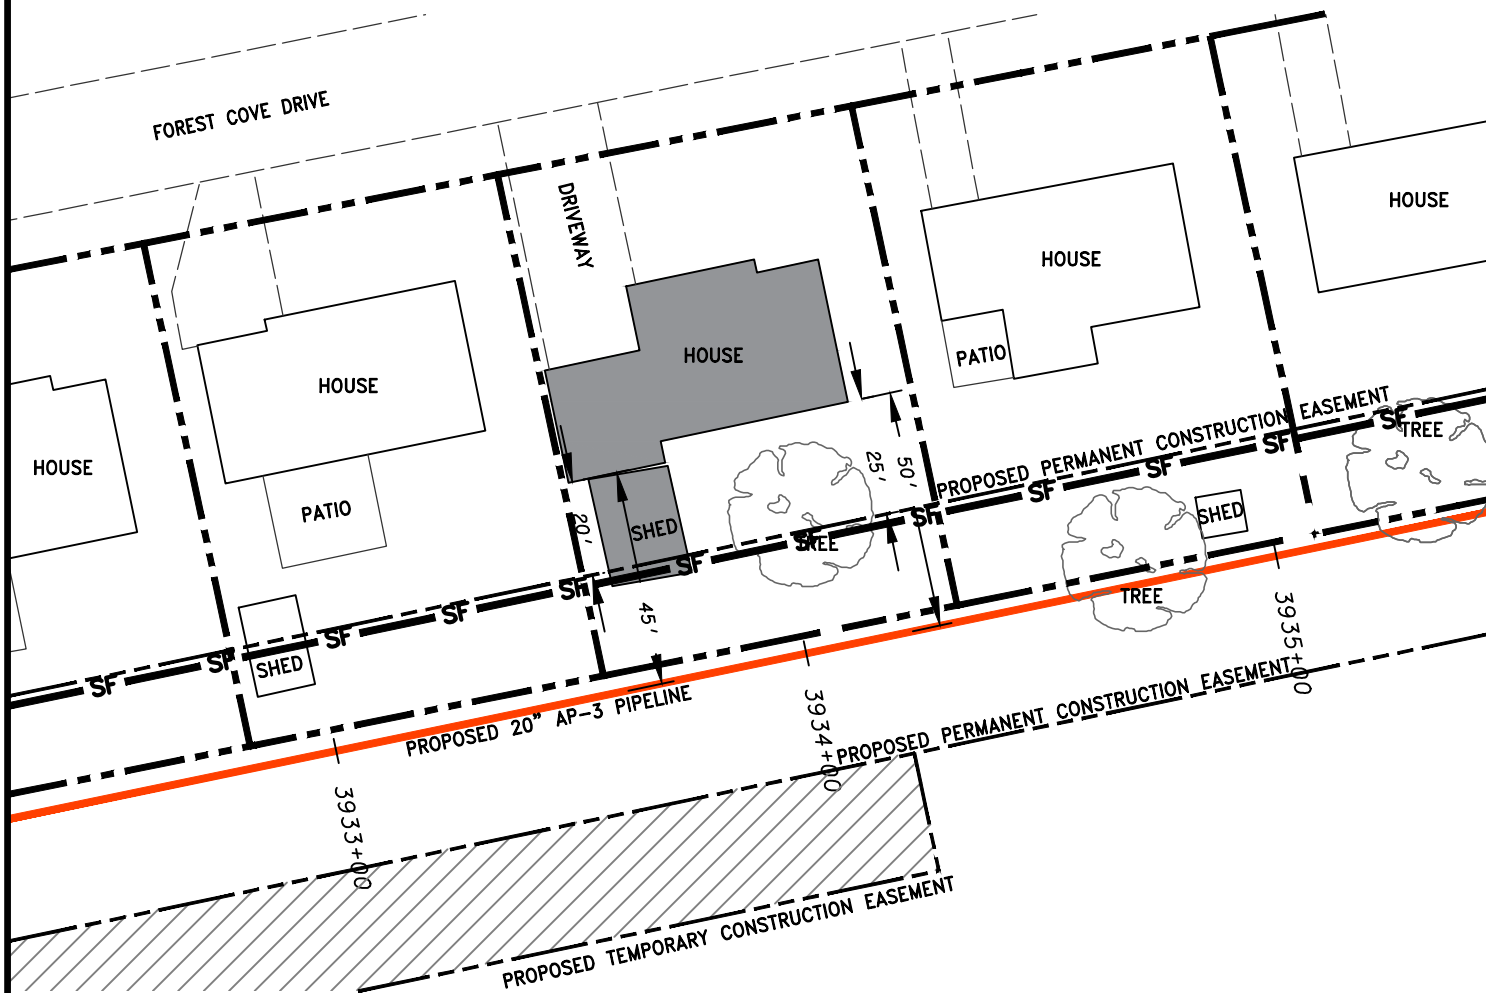 FOREST COVE DRIVE
DRIVEWAY
HOUSE
HOUSE
HOUSE
HOUSE
HOUSE
PATIO
PATIO
25'
50'
PROPOSED PERMANENT CONSTRUCTION EASEMENT
SF
TREE
SF
SF
SF
SF
SHED
20'
SHED
SF
TREE
SF
SF
TREE
45'
SF
SF
SF
SHED
SF
3935+00
PROPOSED 20" AP-3 PIPELINE
3934+00
PROPOSED PERMANENT CONSTRUCTION EASEMENT
3933+00
PROPOSED TEMPORARY CONSTRUCTION EASEMENT